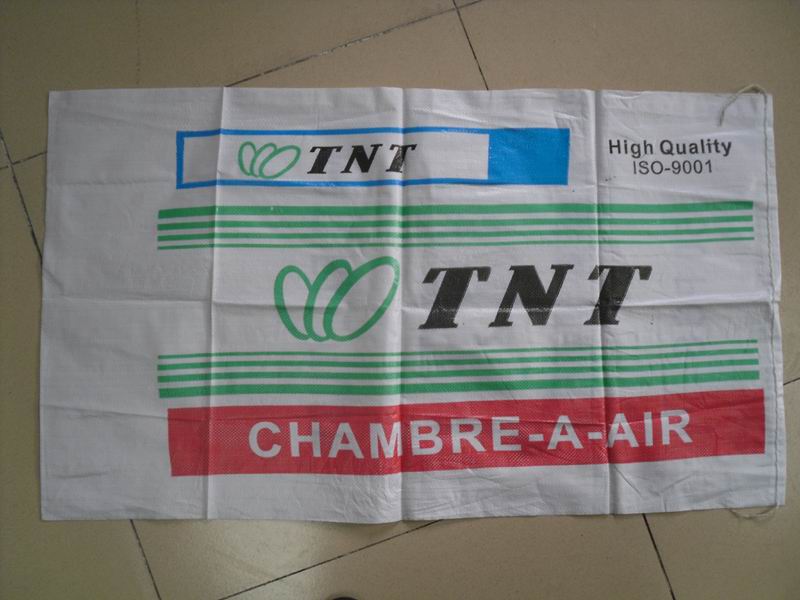 TNT
High Quality
ISO-9001
TNT
CHAMBRE-A-AIR